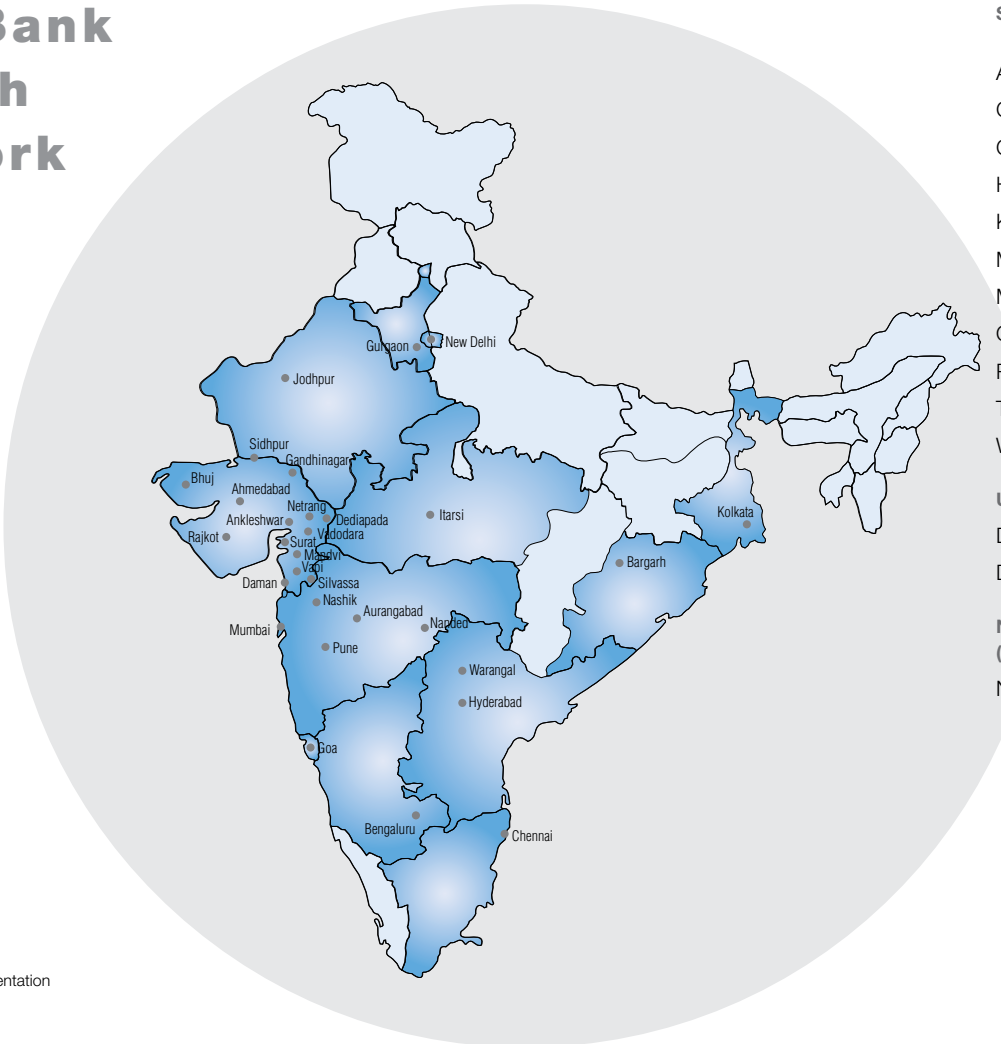 Bank
h
ork
New Delhi
Gurgaon
Jodhpur
Sidhpur
Gandhinagar
Bhuj
Ahmedabad
Netrang
Ankleshwar
Dediapada
Vadodara
Rajkot
Surat
Mandvi
Vapi
Daman
Silvassa
Itarsi
Kolkata
Bargarh
Nashik
Aurangabad
Mumbai
Nanded
Pune
Warangal
Hyderabad
Goa
Bengaluru
Chennai
entation